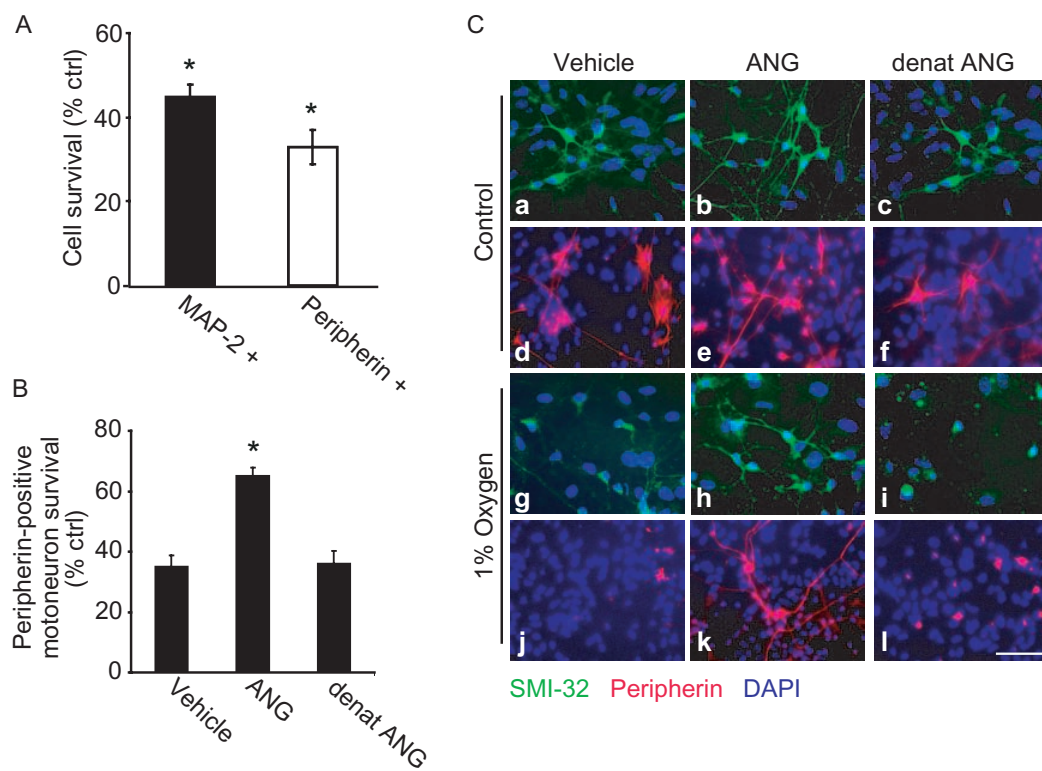 A
60
40
20
0
Cell survival (% ctrl)
*
*
MAP-2 +
Peripherin +
B
80
60
40
20
0
Peripherin-positive
motoneuron survival
(% ctrl)
*
Vehicle
ANG
denat ANG
C
Vehicle ANG denat ANG
Control
a b c
d e f
1% Oxygen
g h i
j k l
SMI-32 Peripherin DAPI